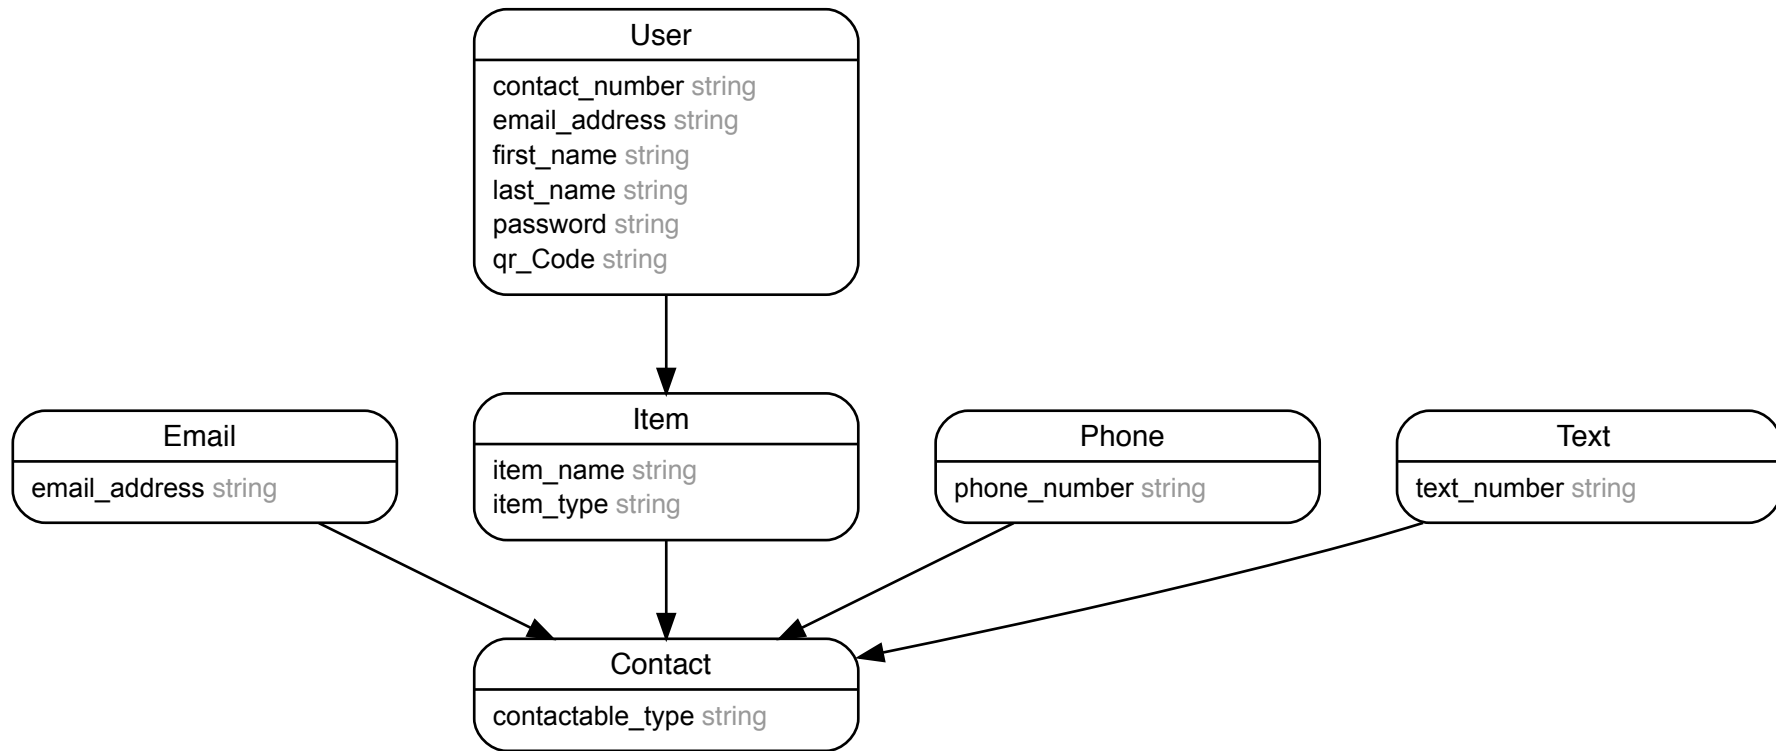 User
contact_number string
email_address string
first_name string
last_name string
password string
qr_Code string
Email
email_address string
Item
item_name string
item_type string
Phone
phone_number string
Text
text_number string
Contact
contactable_type string